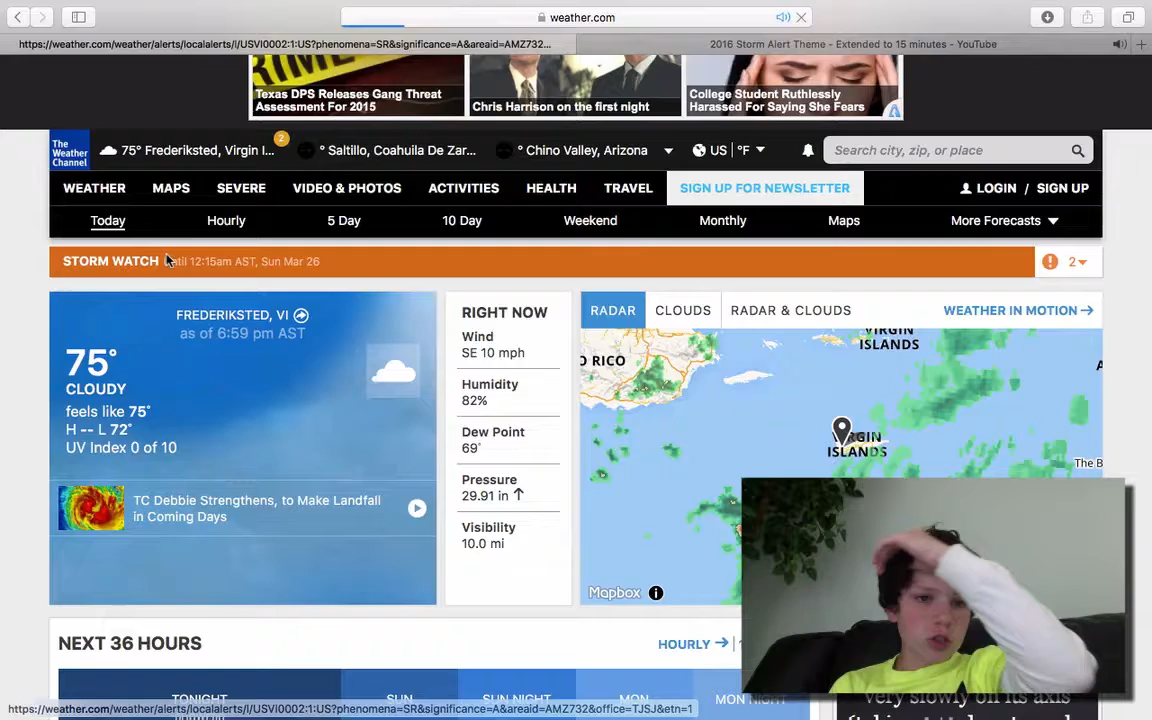 weather.com
https://weather.com/weather/alerts/localalerts/l/USVI0002:1:US?phenomena=SR&significance=A&areaid=AMZ732...
2016 Storm Alert Theme - Extended to 15 minutes - YouTube
Texas DPS Releases Gang Threat
Assessment For 2015
Chris Harrison on the first night
College Student Ruthlessly
Harassed For Saying She Fears
The
Weather
Channel
75° Frederiksted, Virgin I...
2
° Saltillo, Coahuila De Zar...
° Chino Valley, Arizona
US | °F
Search city, zip, or place
WEATHER
MAPS
SEVERE
VIDEO & PHOTOS
ACTIVITIES
HEALTH
TRAVEL
SIGN UP FOR NEWSLETTER
LOGIN / SIGN UP
Today
Hourly
5 Day
10 Day
Weekend
Monthly
Maps
More Forecasts
STORM WATCH
12:15am AST, Sun Mar 26
2
FREDERIKSTED, VI
as of 6:59 pm AST
75°
CLOUDY
feels like 75°
H -- L 72°
UV Index 0 of 10
TC Debbie Strengthens, to Make Landfall
in Coming Days
RIGHT NOW
Wind
SE 10 mph
Humidity
82%
Dew Point
69°
Pressure
29.91 in ↑
Visibility
10.0 mi
RADAR
CLOUDS
RADAR & CLOUDS
WEATHER IN MOTION →
VIRGIN
ISLANDS
O RICO
VIRGIN
ISLANDS
The B
Mapbox
NEXT 36 HOURS
HOURLY →
TONIGHT
SUN
SUN NIGHT
MON
MON NIGHT
very slowly on its axis
https://weather.com/weather/alerts/localalerts/l/USVI0002:1:US?phenomena=SR&significance=A&areaid=AMZ732&office=TJSJ&etn=1